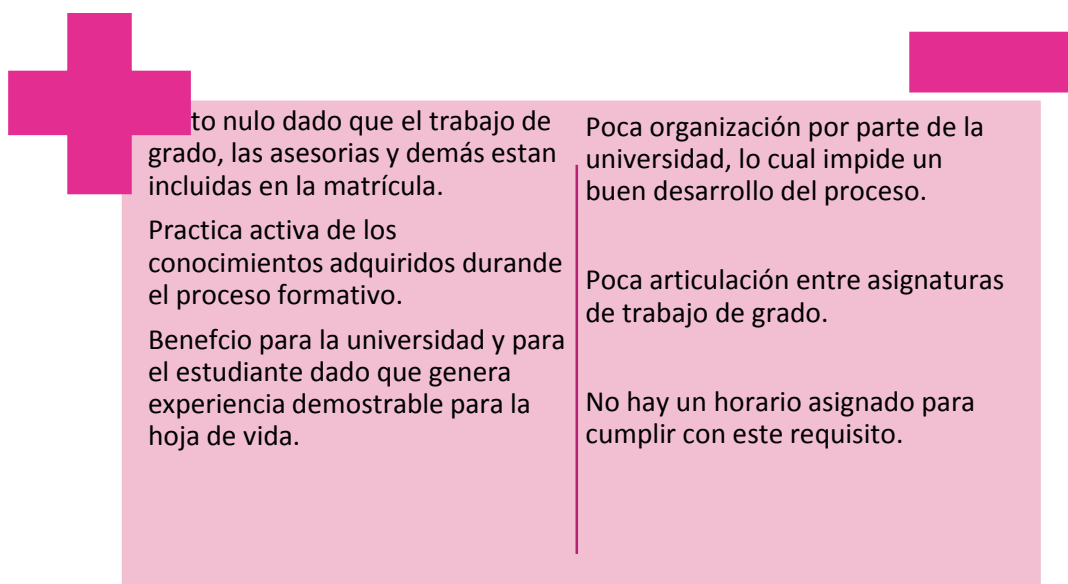 to nulo dado que el trabajo de
grado, las asesorias y demás estan
incluidas en la matrícula.
Practica activa de los
conocimientos adquiridos durande
el proceso formativo.
Benefcio para la universidad y para
el estudiante dado que genera
experiencia demostrable para la
hoja de vida.
Poca organización por parte de la
universidad, lo cual impide un
buen desarrollo del proceso.
Poca articulación entre asignaturas
de trabajo de grado.
No hay un horario asignado para
cumplir con este requisito.